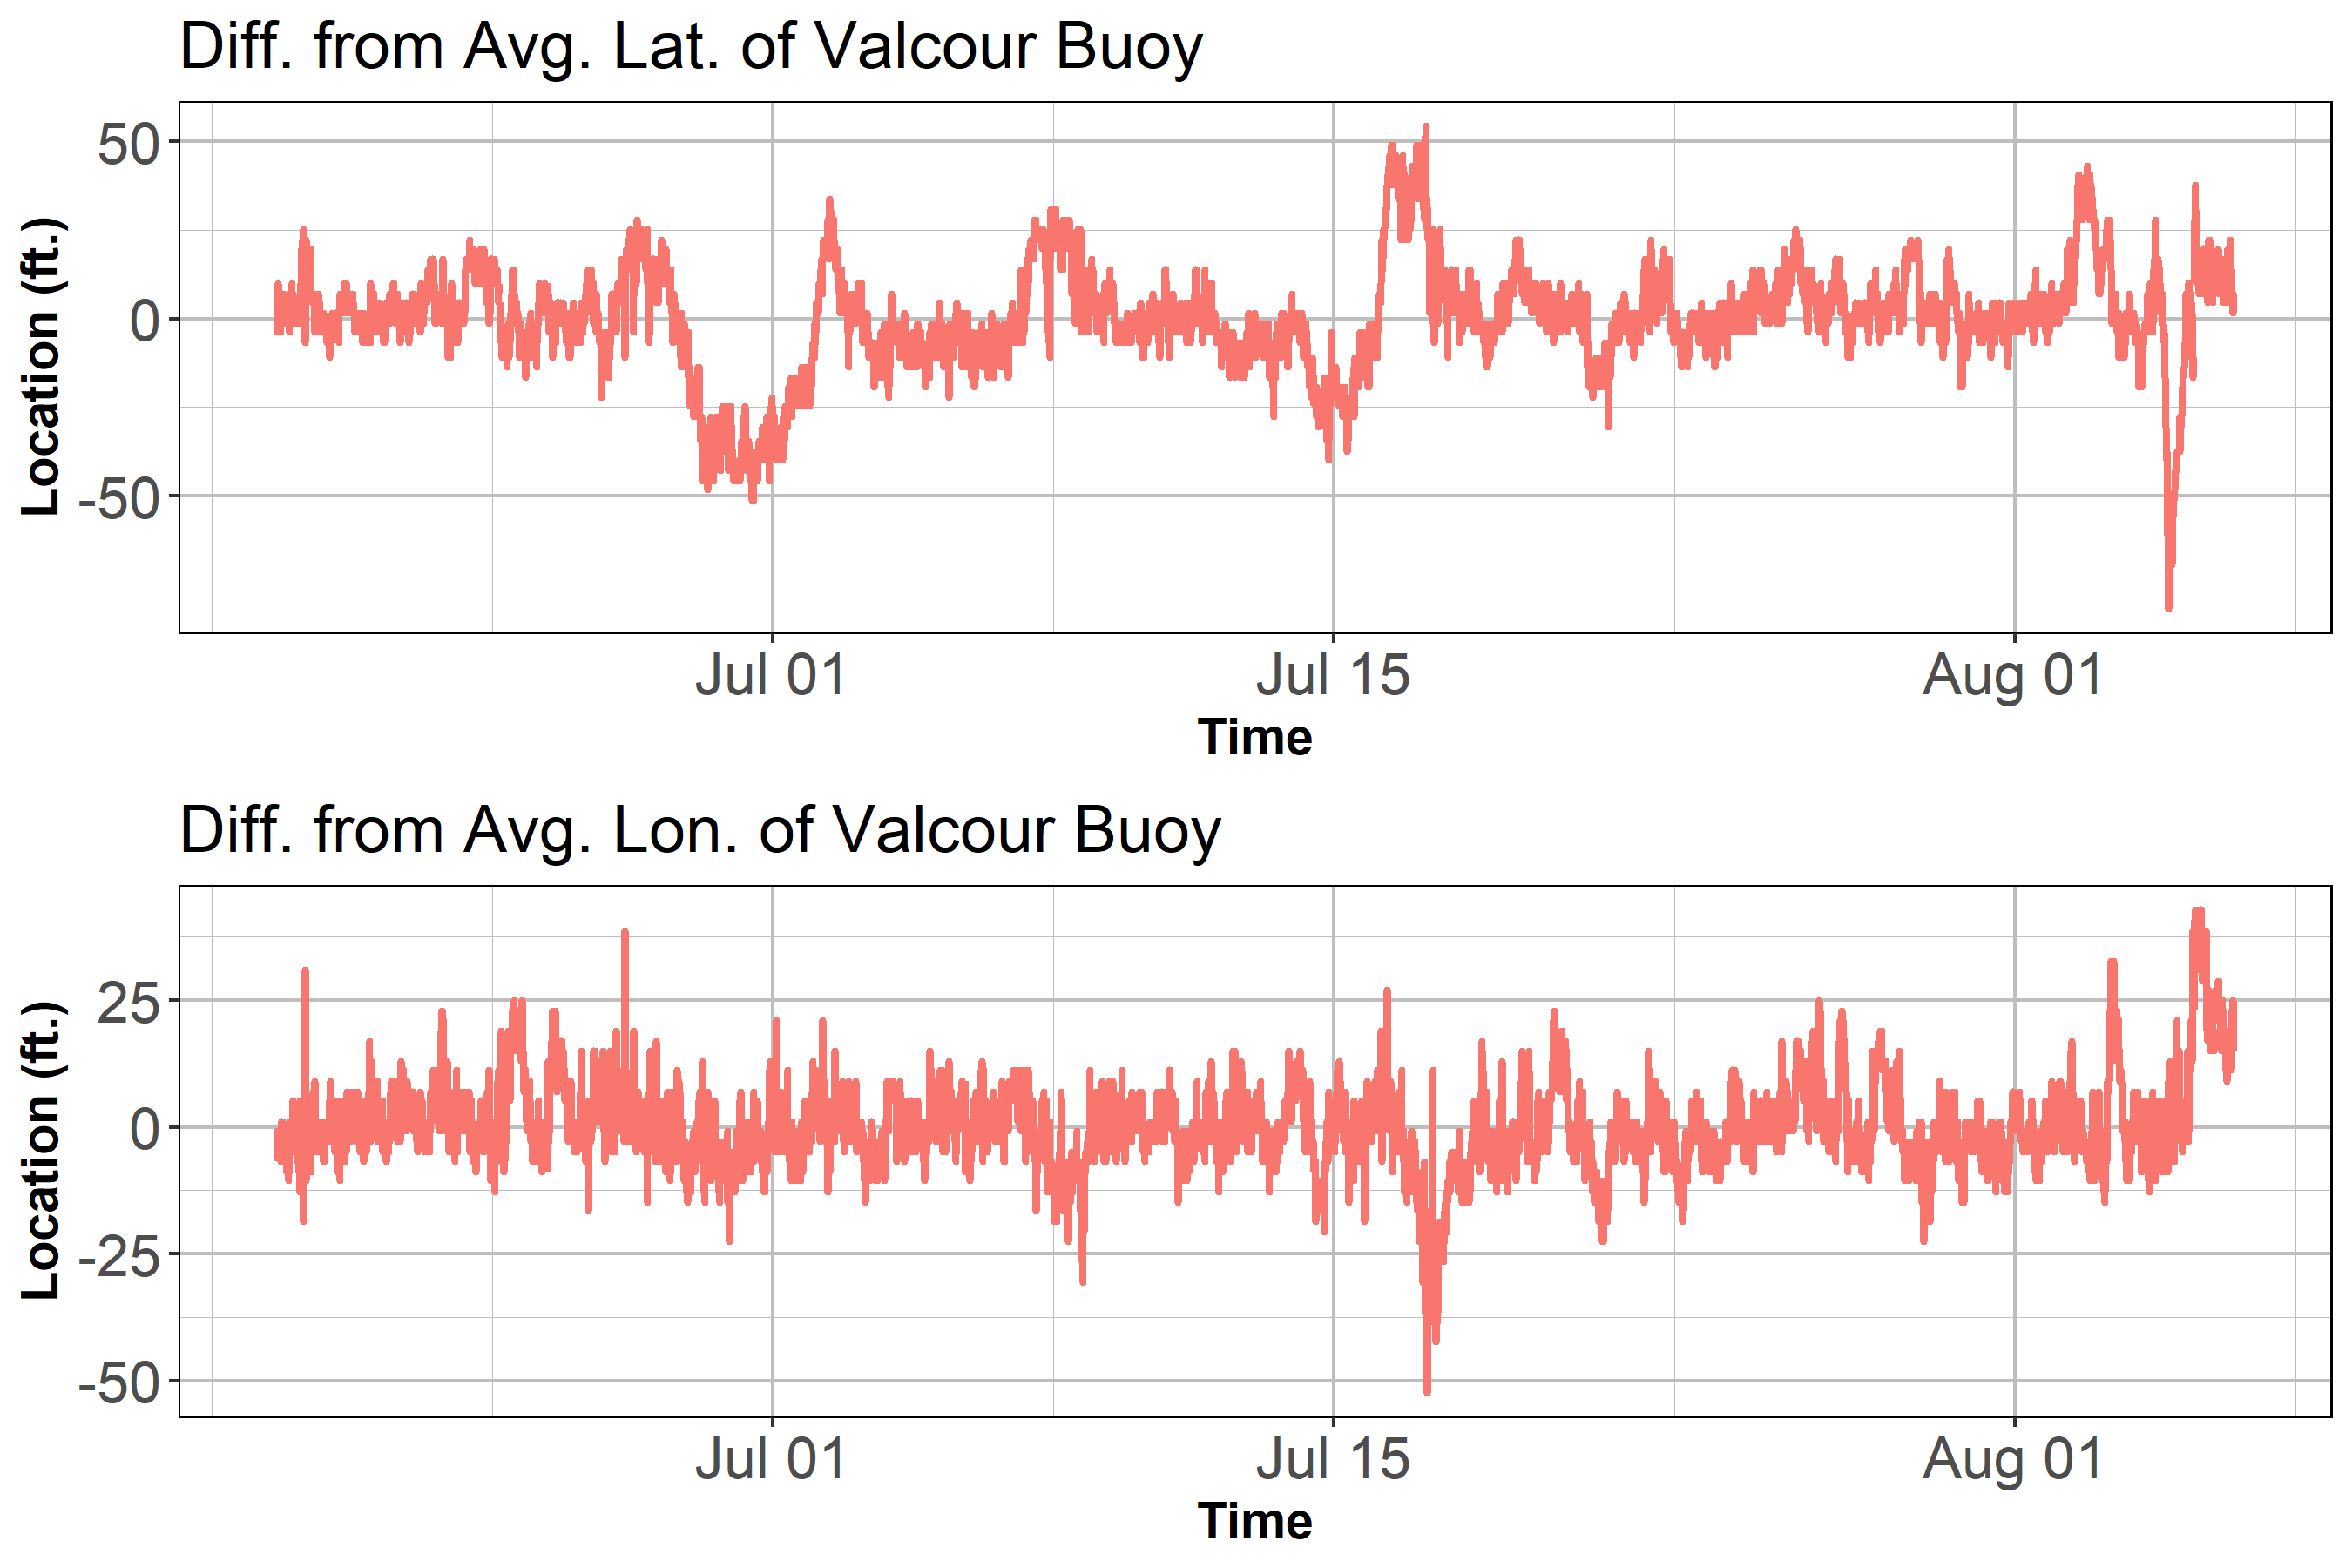 Diff. from Avg. Lat. of Valcour Buoy
Location (ft.)
50
0
-50
Jul 01 Jul 15 Aug 01
Time
Diff. from Avg. Lon. of Valcour Buoy
Location (ft.)
25
0
-25
-50
Jul 01 Jul 15 Aug 01
Time